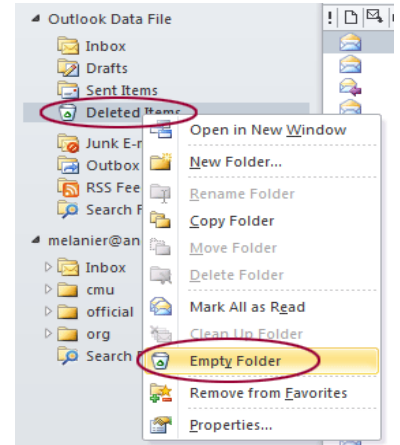 Outlook Data File
Inbox
Drafts
Sent Items
Deleted Items
Junk E-
Outbox
RSS Fee
Search F
melanier@an
Inbox
cmu
official
org
Search
Open in New Window
New Folder...
Rename Folder
Copy Folder
Move Folder
Delete Folder
Mark All as Read
Clean Up Folder
Empty Folder
Remove from Favorites
Properties...